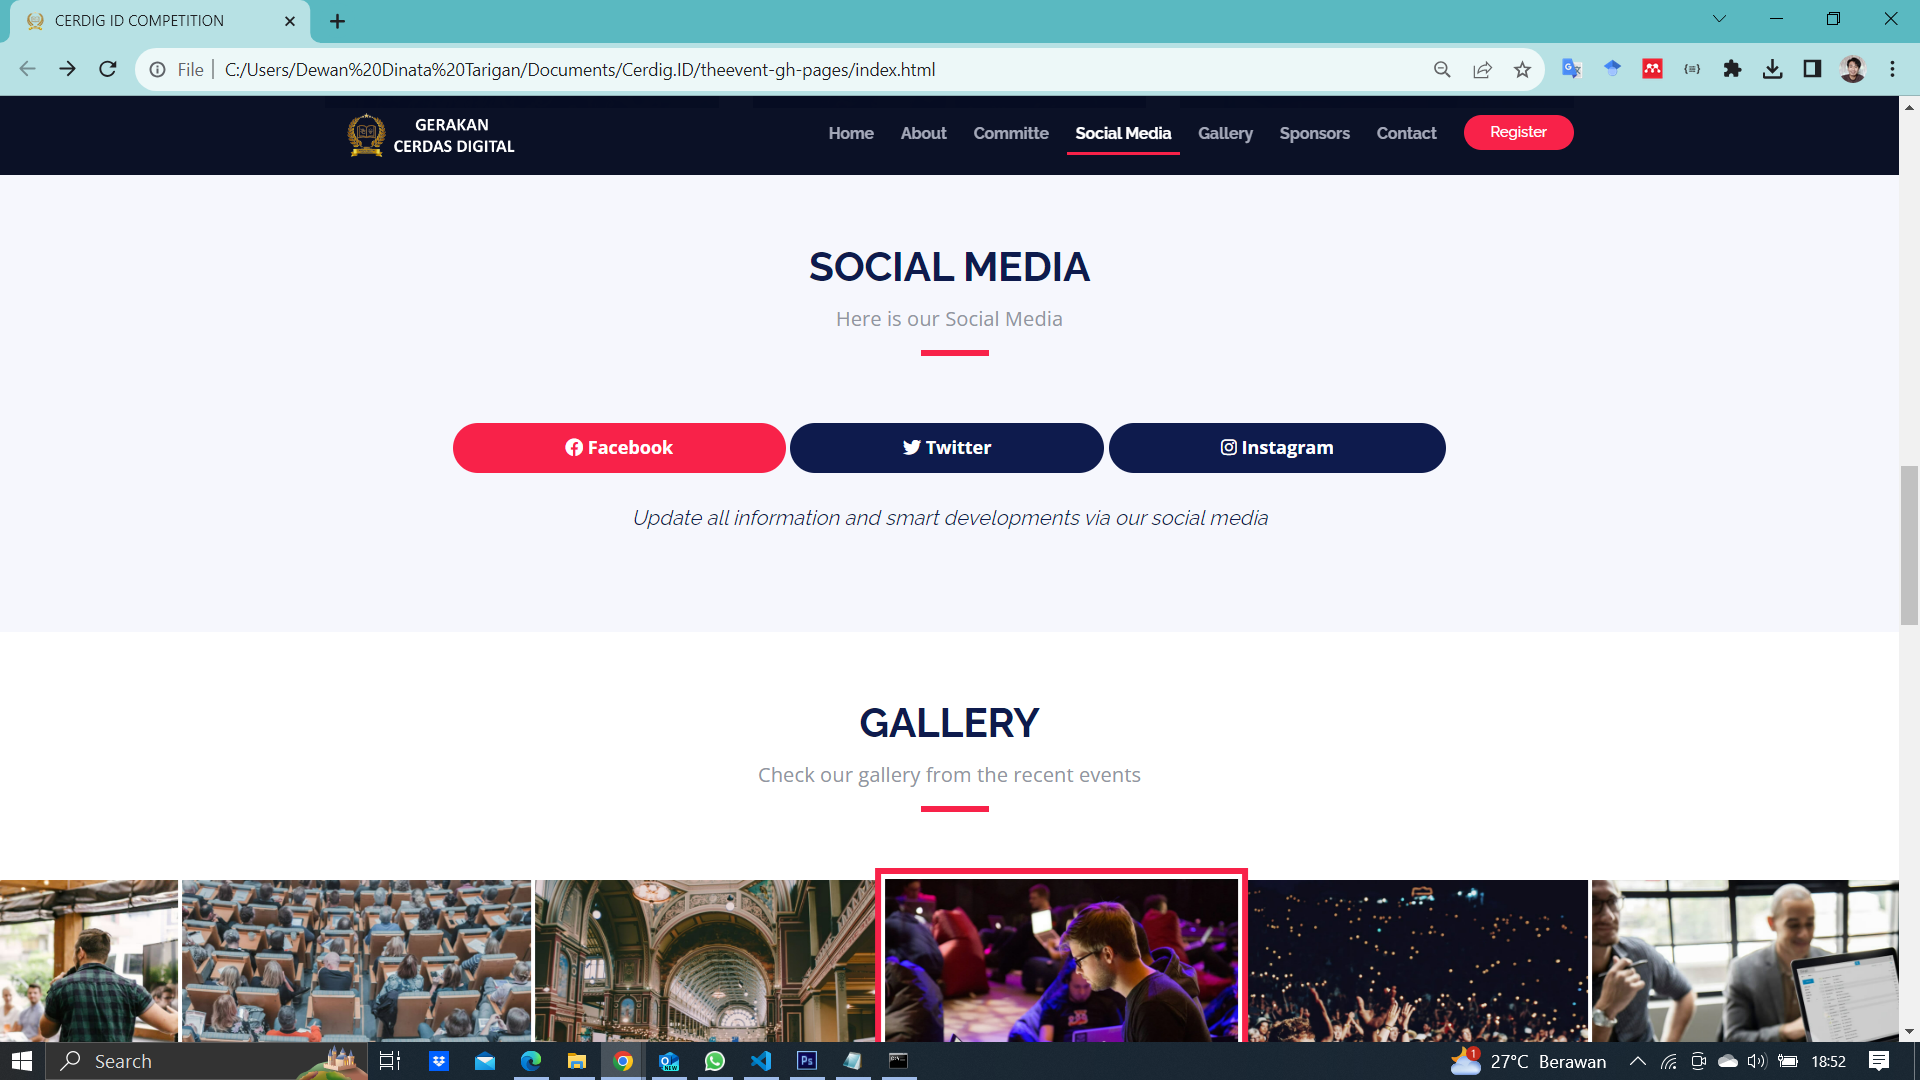 CERDIG ID COMPETITION
File
C:/Users/Dewan%20Dinata%20Tarigan/Documents/Cerdig.ID/theevent-gh-pages/index.html
GERAKAN
CERDAS DIGITAL
Home
About
Committe
Social Media
Gallery
Sponsors
Contact
Register
SOCIAL MEDIA
Here is our Social Media
Facebook
Twitter
Instagram
Update all information and smart developments via our social media
GALLERY
Check our gallery from the recent events
Search
NEW
Ps
1
27°C Berawan
18:52